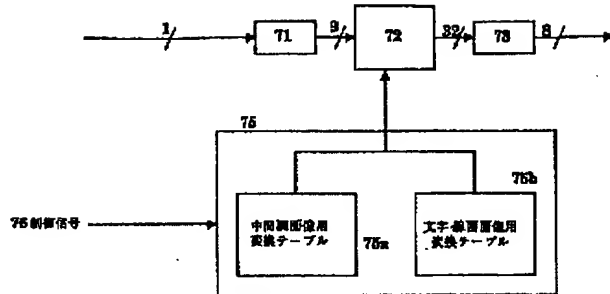 1
71
9
72
32
73
8
75
75b
76制御信号
中間調画像用
変換テーブル
75a
文字・線画画像用
変換テーブル